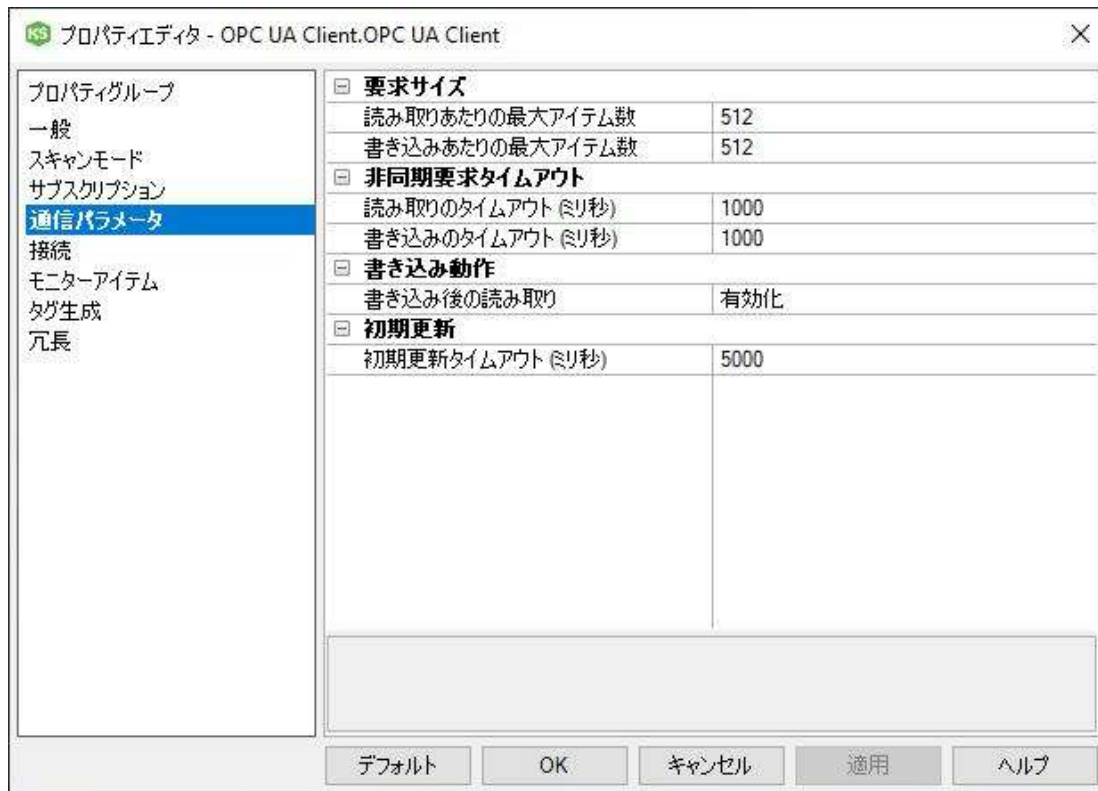 KS プロパティエディタ - OPC UA Client.OPC UA Client
プロパティグループ
一般
スキャンモード
サブスクリプション
通信パラメータ
接続
モニターアイテム
タグ生成
冗長
要求サイズ
読み取りあたりの最大アイテム数 512
書き込みあたりの最大アイテム数 512
非同期要求タイムアウト
読み取りのタイムアウト (ミリ秒) 1000
書き込みのタイムアウト (ミリ秒) 1000
書き込み動作
書き込み後の読み取り 有効化
初期更新
初期更新タイムアウト (ミリ秒) 5000
デフォルト OK キャンセル 適用 ヘルプ